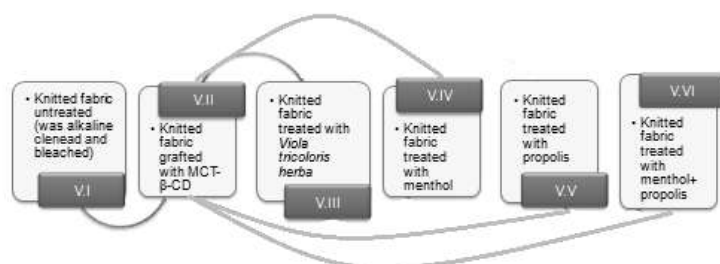 • Knitted fabric
untreated
(was alkaline
clenead and
bleached)
V.I
V.II
• Knitted
fabric
grafted
with MCT-
β-CD
• Knitted
fabric
treated with
Viola
tricoloris
herba
V.III
V.IV
• Knitted
fabric
treated
with
menthol
• Knitted
fabric
treated
with
propolis
V.V
V.VI
• Knitted
fabric
treated
with
menthol+
propolis